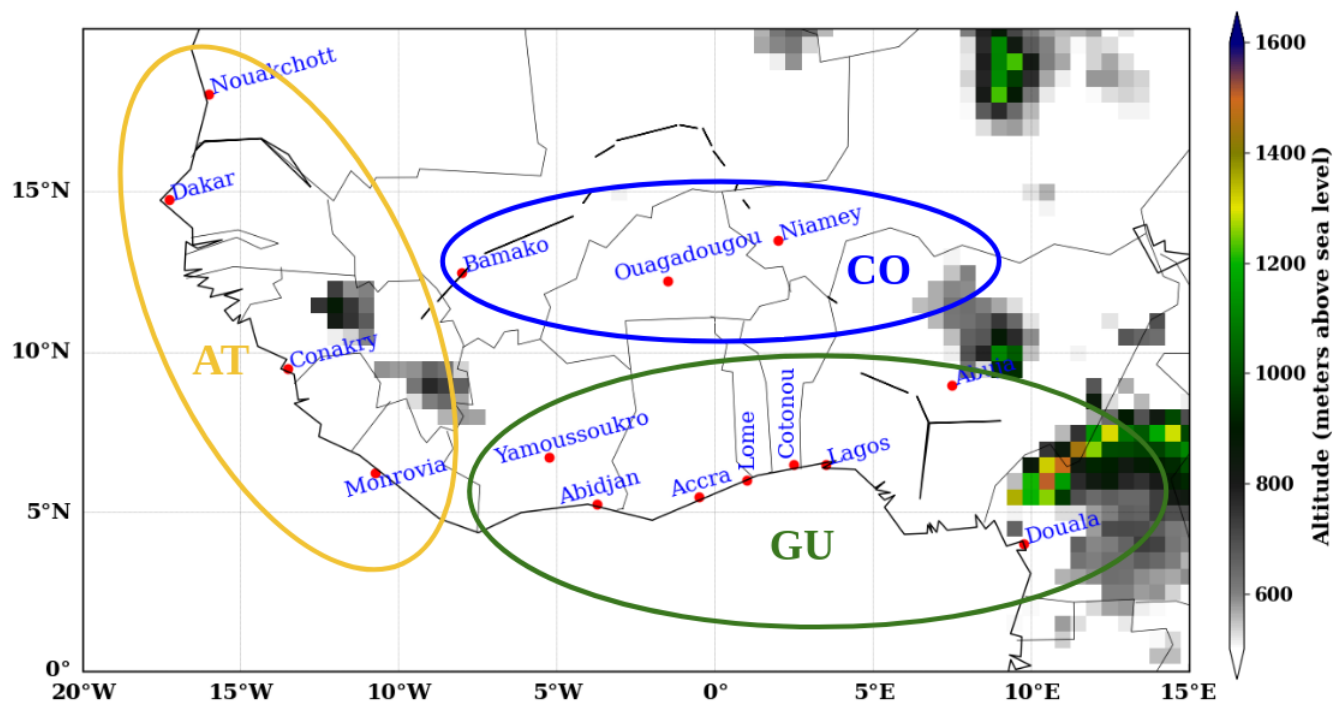 Nouakchott
Dakar
Bamako
Ouagadougou
Niamey
CO
AT
Conakry
Monrovia
Yamoussoukro
Abidjan
Accra
Lome
Cotonou
Lagos
Abuja
Douala
GU
15°N
10°N
5°N
0°
20°W
15°W
10°W
5°W
0°
5°E
10°E
15°E
1600
1400
1200
1000
800
600
Altitude (meters above sea level)